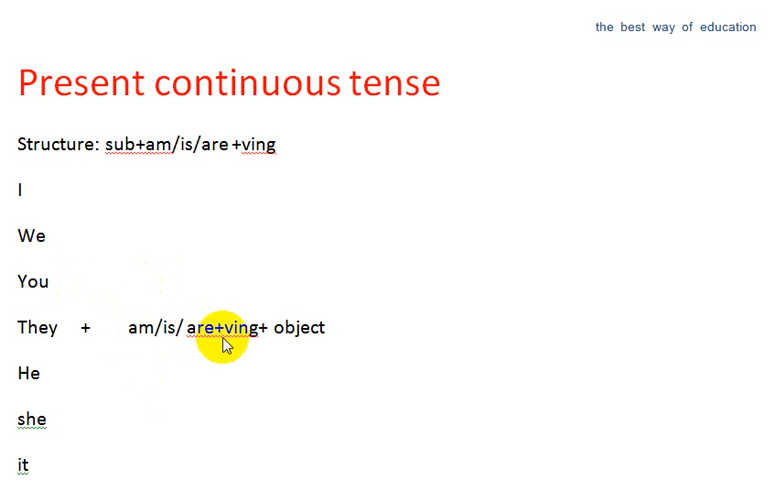 the best way of education
Present continuous tense
Structure: sub+am/is/are +ving
I
We
You
They + am/is/ are+ving+ object
He
she
it